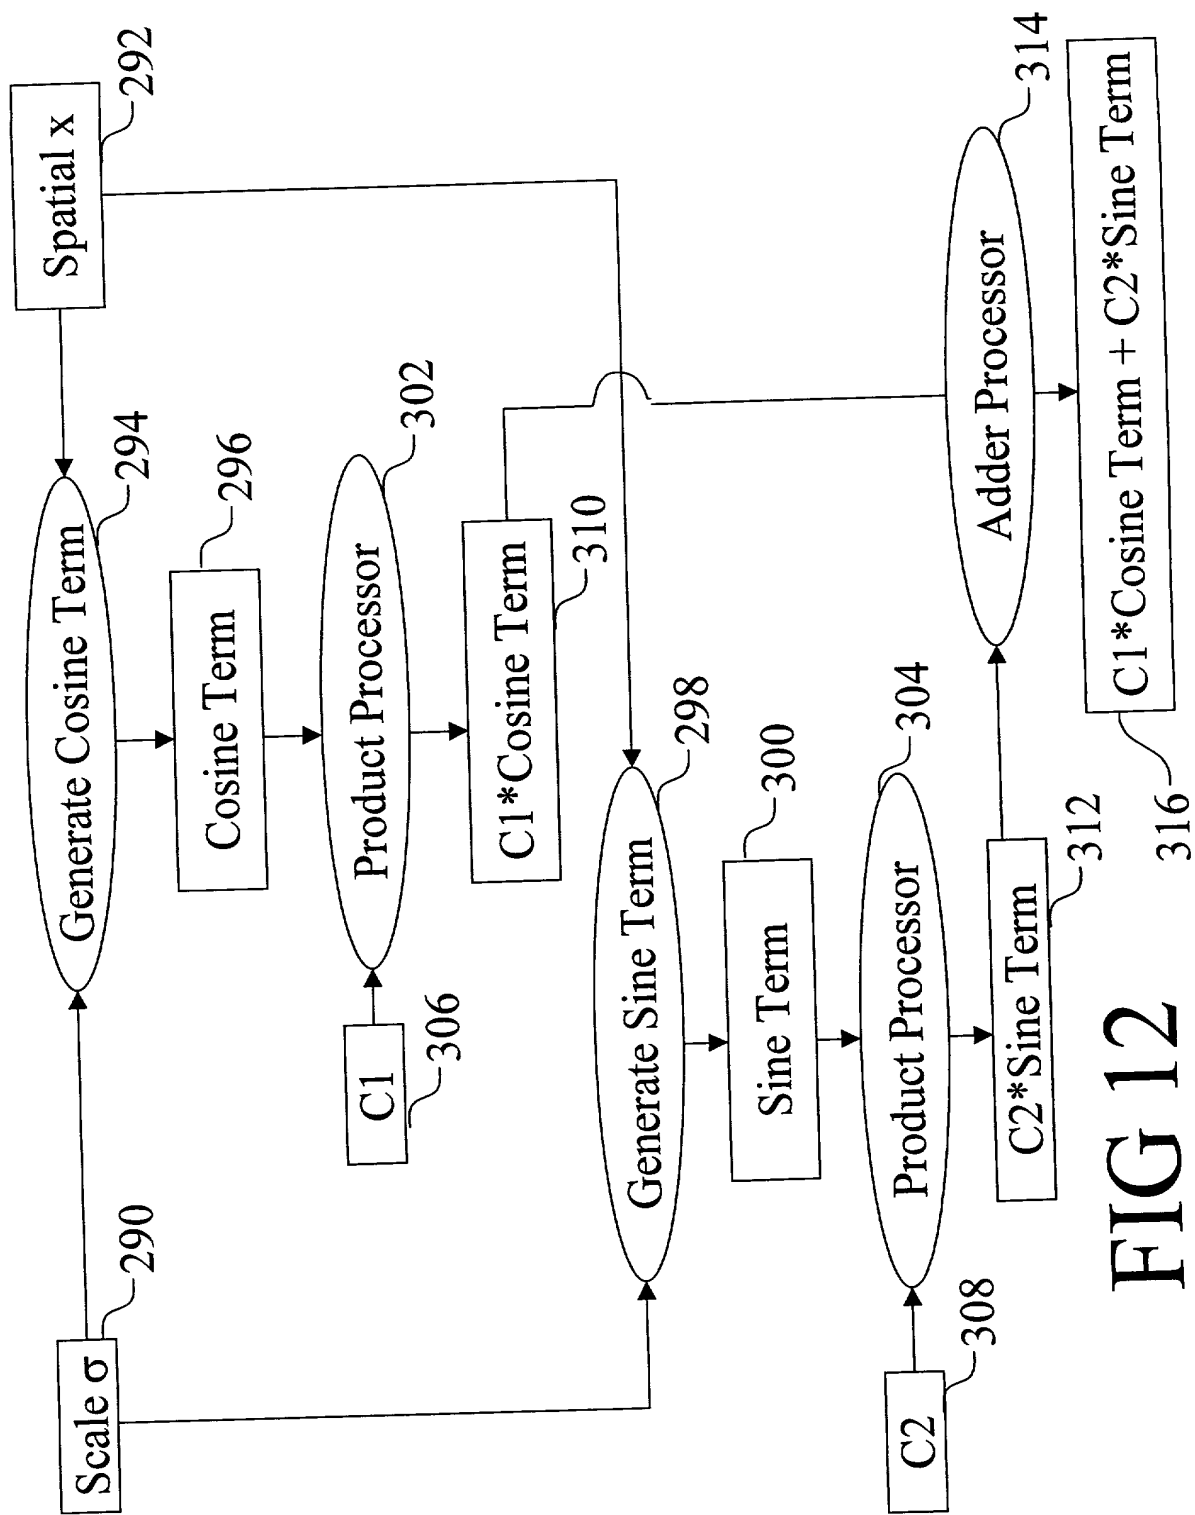 Scale σ
290
Spatial x
292
Generate Cosine Term
294
Cosine Term
296
C1
306
Product Processor
302
C1*Cosine Term
310
Generate Sine Term
298
Sine Term
300
C2
308
Product Processor
304
C2*Sine Term
312
Adder Processor
314
C1*Cosine Term + C2*Sine Term
316
FIG 12